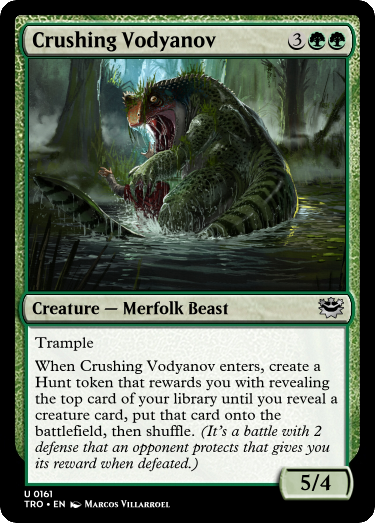 Crushing Vodyanov 3
Creature — Merfolk Beast
Trample
When Crushing Vodyanov enters, create a
Hunt token that rewards you with revealing
the top card of your library until you reveal a
creature card, put that card onto the
battlefield, then shuffle. (It's a battle with 2
defense that an opponent protects that gives you
its reward when defeated.)
5/4
U 0161
TRO • EN Marcos Villarroel